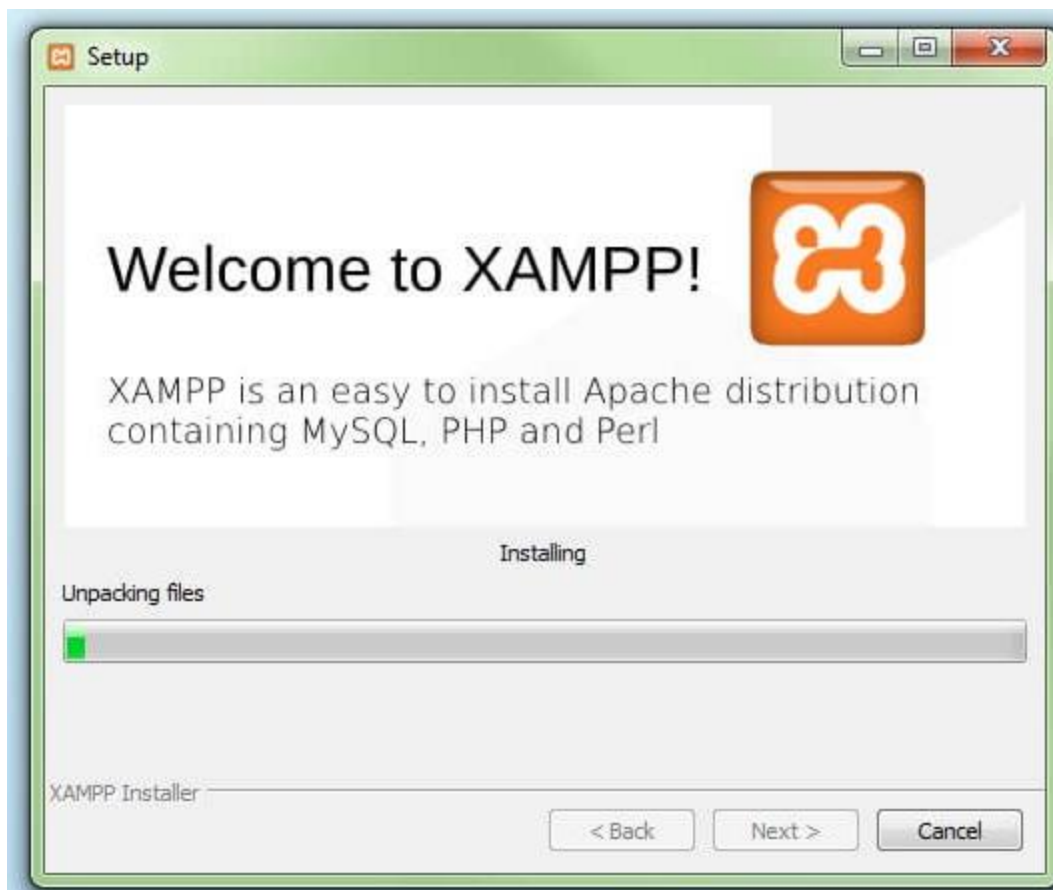 Setup
Welcome to XAMPP!
XAMPP is an easy to install Apache distribution
containing MySQL, PHP and Perl
Installing
Unpacking files
XAMPP Installer
< Back
Next >
Cancel